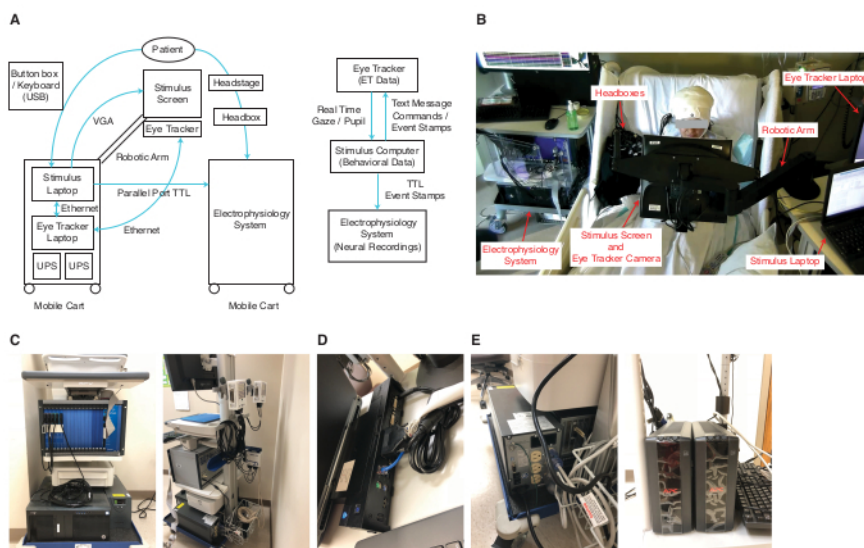 A
Patient
Button box
/ Keyboard
(USB)
Stimulus
Screen
Headstage
VGA
Headbox
Eye Tracker
Robotic Arm
Stimulus
Laptop
Parallel Port TTL
Ethernet
Eye Tracker
Laptop
Ethernet
Electrophysiology
System
UPS
UPS
Mobile Cart
Mobile Cart
Eye Tracker
(ET Data)
Real Time
Gaze / Pupil
Text Message
Commands /
Event Stamps
Stimulus Computer
(Behavioral Data)
TTL
Event Stamps
Electrophysiology
System
(Neural Recordings)
B
Eye Tracker Laptop
Headboxes
Robotic Arm
Electrophysiology
System
Stimulus Screen
and
Eye Tracker Camera
Stimulus Laptop
C
D
E